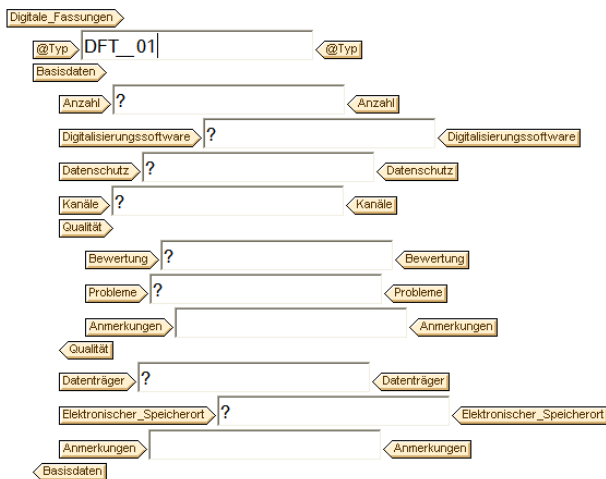 Digitale_Fassungen
@Typ DFT__01 @Typ
Basisdaten
Anzahl ? Anzahl
Digitalisierungssoftware ? Digitalisierungssoftware
Datenschutz ? Datenschutz
Kanäle ? Kanäle
Qualität
Bewertung ? Bewertung
Probleme ? Probleme
Anmerkungen Anmerkungen
Qualität
Datenträger ? Datenträger
Elektronischer_Speicherort ? Elektronischer_Speicherort
Anmerkungen Anmerkungen
Basisdaten